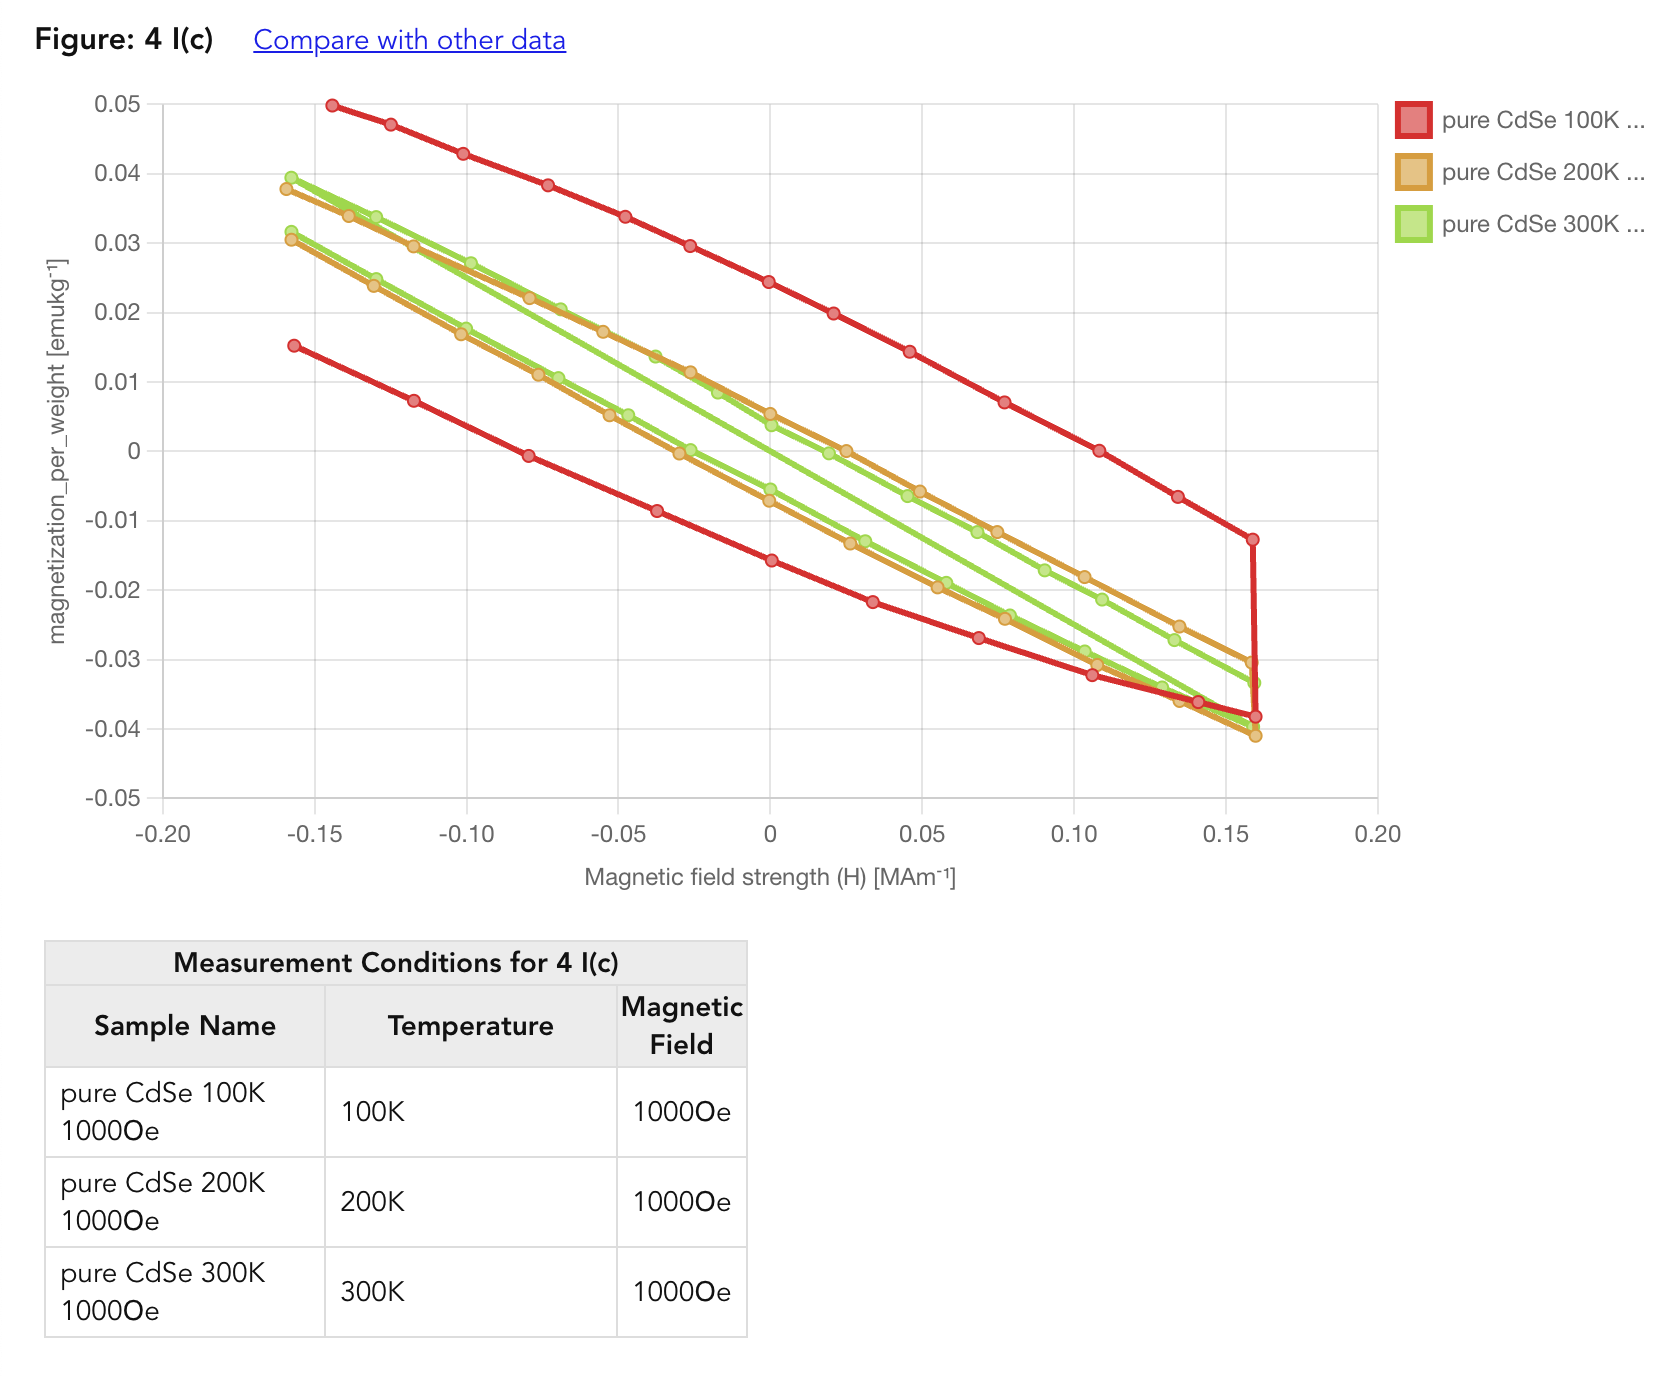 Figure: 4 I(c) Compare with other data
0.05
0.04
0.03
0.02
0.01
0
-0.01
-0.02
-0.03
-0.04
-0.05
magnetization_per_weight [emukg⁻¹]
-0.20 -0.15 -0.10 -0.05 0 0.05 0.10 0.15 0.20
Magnetic field strength (H) [MAm⁻¹]
pure CdSe 100K ...
pure CdSe 200K ...
pure CdSe 300K ...
Measurement Conditions for 4 I(c)
Sample Name Temperature Magnetic
Field
pure CdSe 100K
1000Oe 100K 1000Oe
pure CdSe 200K
1000Oe 200K 1000Oe
pure CdSe 300K
1000Oe 300K 1000Oe